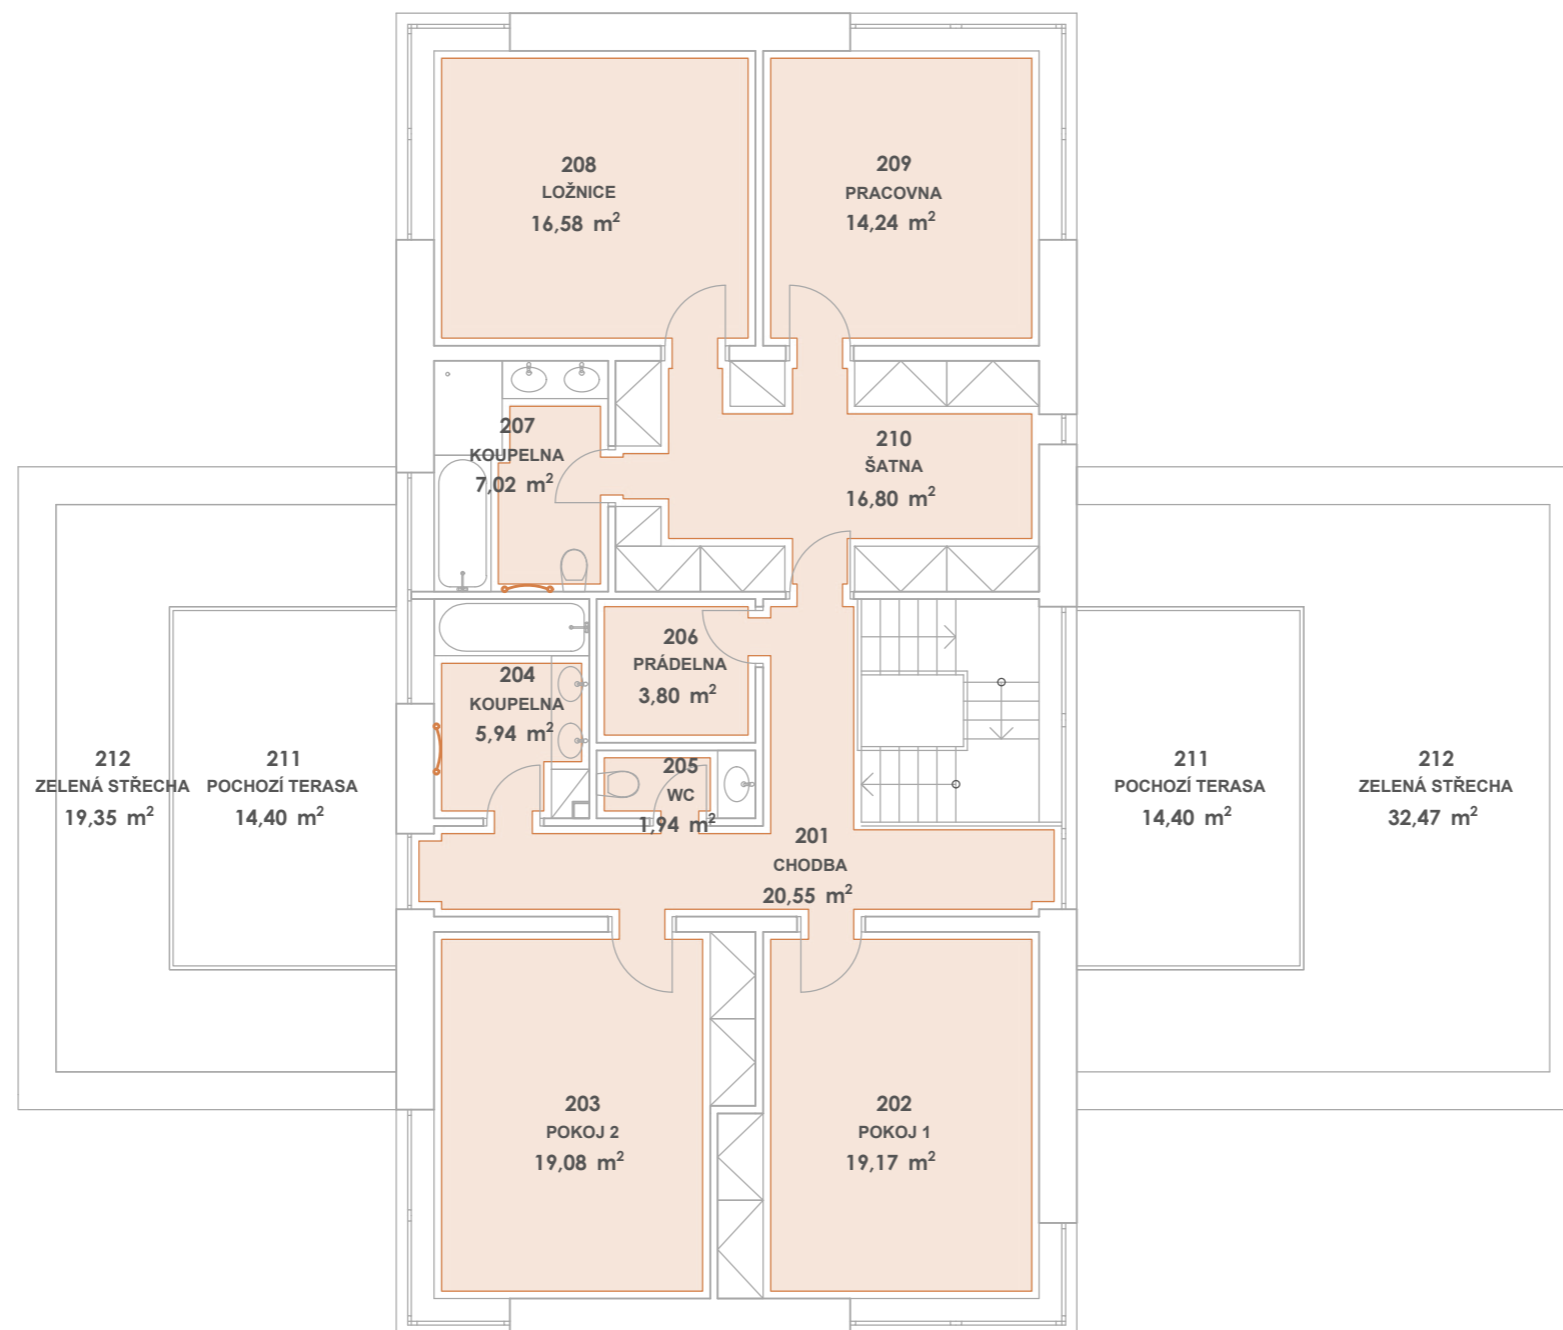 208
LOŽNICE
16,58 m²
209
PRACOVNA
14,24 m²
207
KOUPELNA
7,02 m²
210
ŠATNA
16,80 m²
206
PRÁDELNA
3,80 m²
204
KOUPELNA
5,94 m²
205
WC
1,94 m²
212
ZELENÁ STŘECHA
19,35 m²
211
POCHOZÍ TERASA
14,40 m²
211
POCHOZÍ TERASA
14,40 m²
212
ZELENÁ STŘECHA
32,47 m²
201
CHODBA
20,55 m²
203
POKOJ 2
19,08 m²
202
POKOJ 1
19,17 m²